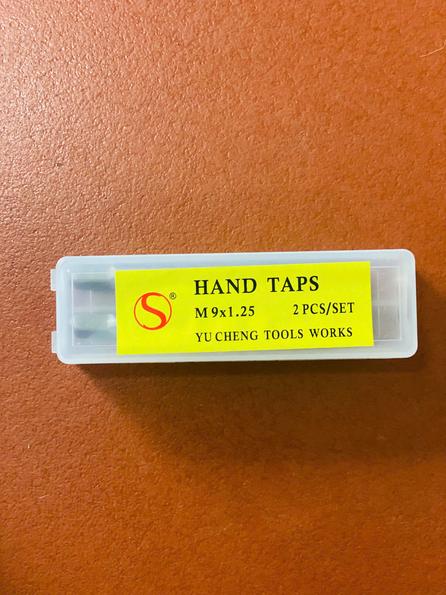 HAND TAPS
S ®
M 9x1.25 2 PCS/SET
YU CHENG TOOLS WORKS